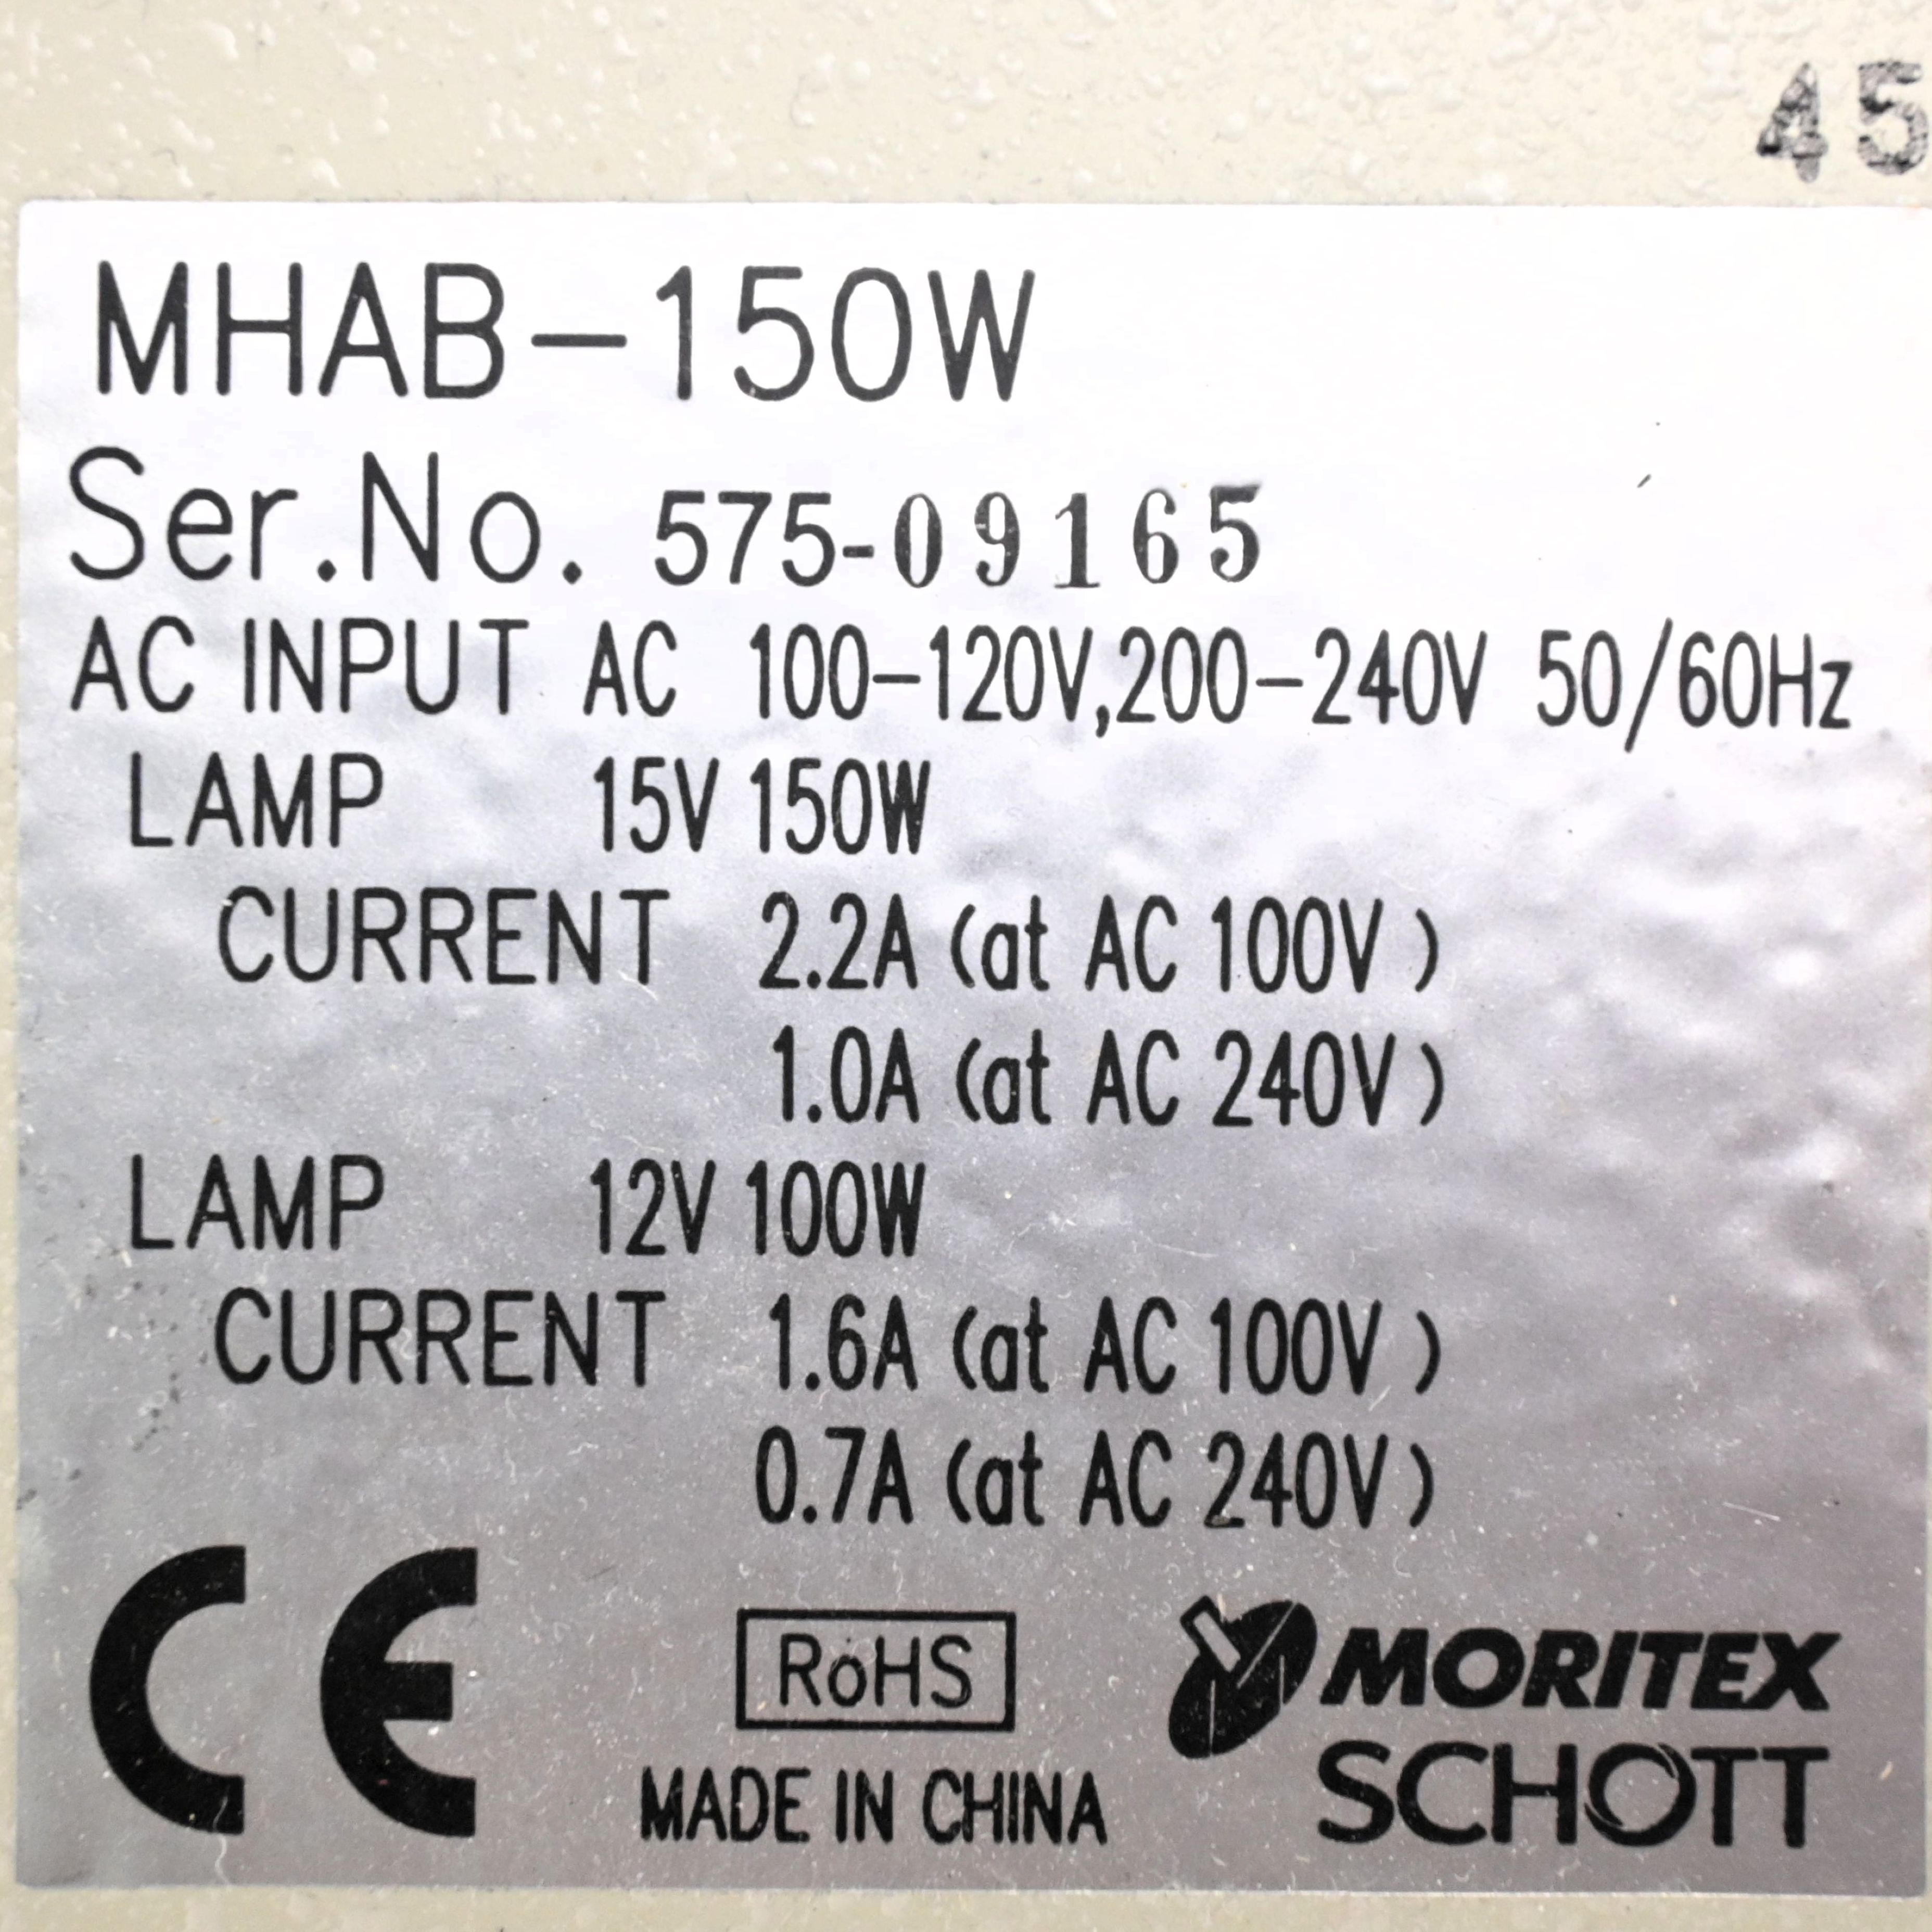 45
MHAB-150W
Ser.No. 575-09165
AC INPUT AC 100-120V,200-240V 50/60Hz
LAMP 15V 150W
CURRENT 2.2A (at AC 100V)
1.0A (at AC 240V)
LAMP 12V 100W
CURRENT 1.6A (at AC 100V)
0.7A (at AC 240V)
CE
RoHS
MORITEX
SCHOTT
MADE IN CHINA